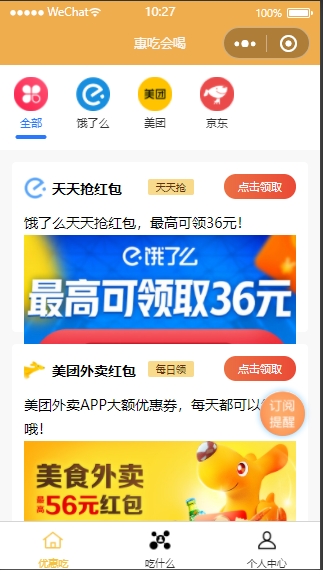 WeChat 10:27 100%
惠吃会喝
美团
全部 饿了么 美团 京东
天天抢红包 天天抢 点击领取
饿了么天天抢红包，最高可领36元！
饿了么
最高可领取36元
美团外卖红包 每日领 点击领取
美团外卖APP大额优惠券，每天都可以
哦！
订阅
提醒
美食外卖
最高56元红包
优惠吃 吃什么 个人中心